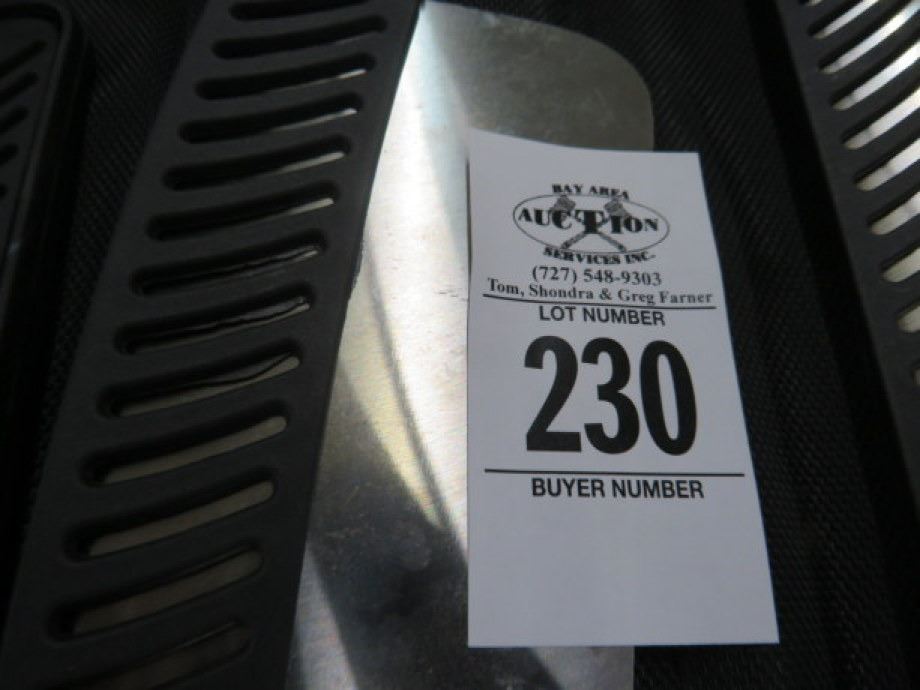 BAY AREA
AUCTION
SERVICES INC.
(727) 548-9303
Tom, Shondra & Greg Farner
LOT NUMBER
230
BUYER NUMBER